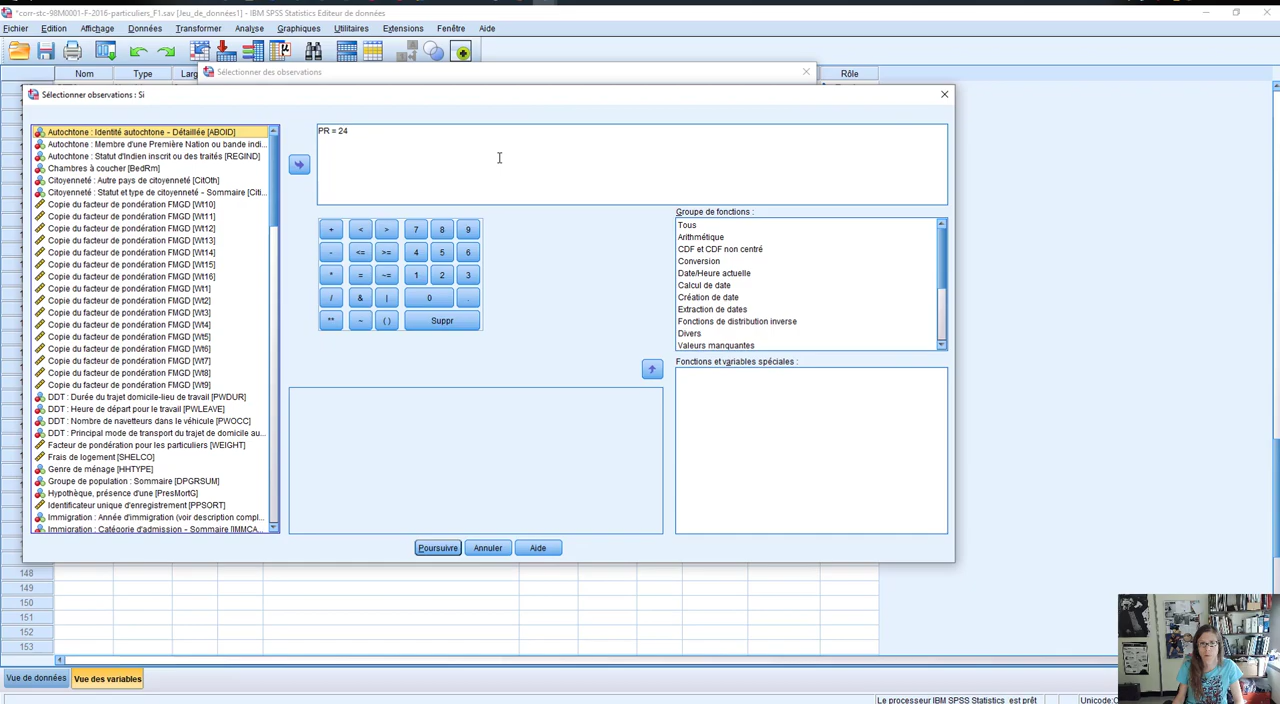 *corr-stc-98M0001-F-2016-particuliers_F1.sav [Jeu_de_données1] - IBM SPSS Statistics Editeur de données
Fichier Edition Affichage Données Transformer Analyse Graphiques Utilitaires Extensions Fenêtre Aide
Nom Type Larg Rôle
Sélectionner des observations
Sélectionner observations : Si
Autochtone : Identité autochtone - Détaillée [ABOID]
Autochtone : Membre d'une Première Nation ou bande indi...
Autochtone : Statut d'Indien inscrit ou des traités [REGIND]
Chambres à coucher [BedRm]
Citoyenneté : Autre pays de citoyenneté [CitOth]
Citoyenneté : Statut et type de citoyenneté - Sommaire [Citi...
Copie du facteur de pondération FMGD [Wt10]
Copie du facteur de pondération FMGD [Wt11]
Copie du facteur de pondération FMGD [Wt12]
Copie du facteur de pondération FMGD [Wt13]
Copie du facteur de pondération FMGD [Wt14]
Copie du facteur de pondération FMGD [Wt15]
Copie du facteur de pondération FMGD [Wt16]
Copie du facteur de pondération FMGD [Wt1]
Copie du facteur de pondération FMGD [Wt2]
Copie du facteur de pondération FMGD [Wt3]
Copie du facteur de pondération FMGD [Wt4]
Copie du facteur de pondération FMGD [Wt5]
Copie du facteur de pondération FMGD [Wt6]
Copie du facteur de pondération FMGD [Wt7]
Copie du facteur de pondération FMGD [Wt8]
Copie du facteur de pondération FMGD [Wt9]
DDT : Durée du trajet domicile-lieu de travail [PWDUR]
DDT : Heure de départ pour le travail [PWLEAVE]
DDT : Nombre de navetteurs dans le véhicule [PWOCC]
DDT : Principal mode de transport du trajet de domicile au...
Facteur de pondération pour les particuliers [WEIGHT]
Frais de logement [SHELCO]
Genre de ménage [HHTYPE]
Groupe de population : Sommaire [DPGRSUM]
Hypothèque, présence d'une [PresMortG]
Identificateur unique d'enregistrement [PPSORT]
Immigration : Année d'immigration (voir description compl...
Immigration : Catégorie d'admission - Sommaire [IMMCA...
PR = 24
+ < > 7 8 9
- <= >= 4 5 6
* = ~= 1 2 3
/ & | 0 .
** ~ ( ) Suppr
Groupe de fonctions :
Tous
Arithmétique
CDF et CDF non centré
Conversion
Date/Heure actuelle
Calcul de date
Création de date
Extraction de dates
Fonctions de distribution inverse
Divers
Valeurs manquantes
Fonctions et variables spéciales :
Poursuivre Annuler Aide
148
149
150
151
152
153
Vue de données Vue des variables
Le processeur IBM SPSS Statistics est prêt Unicode: